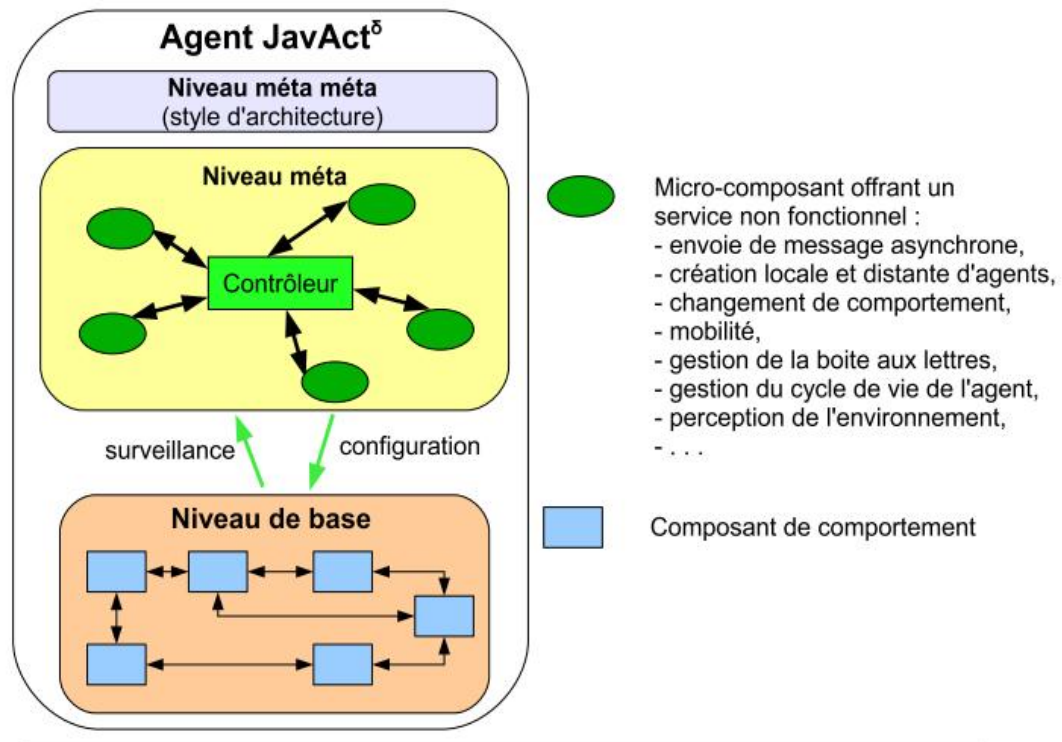 Agent JavAct^δ
Niveau méta méta
(style d'architecture)
Niveau méta
Contrôleur
surveillance
configuration
Niveau de base
Micro-composant offrant un
service non fonctionnel :
- envoie de message asynchrone,
- création locale et distante d'agents,
- changement de comportement,
- mobilité,
- gestion de la boite aux lettres,
- gestion du cycle de vie de l'agent,
- perception de l'environnement,
- . . .
Composant de comportement